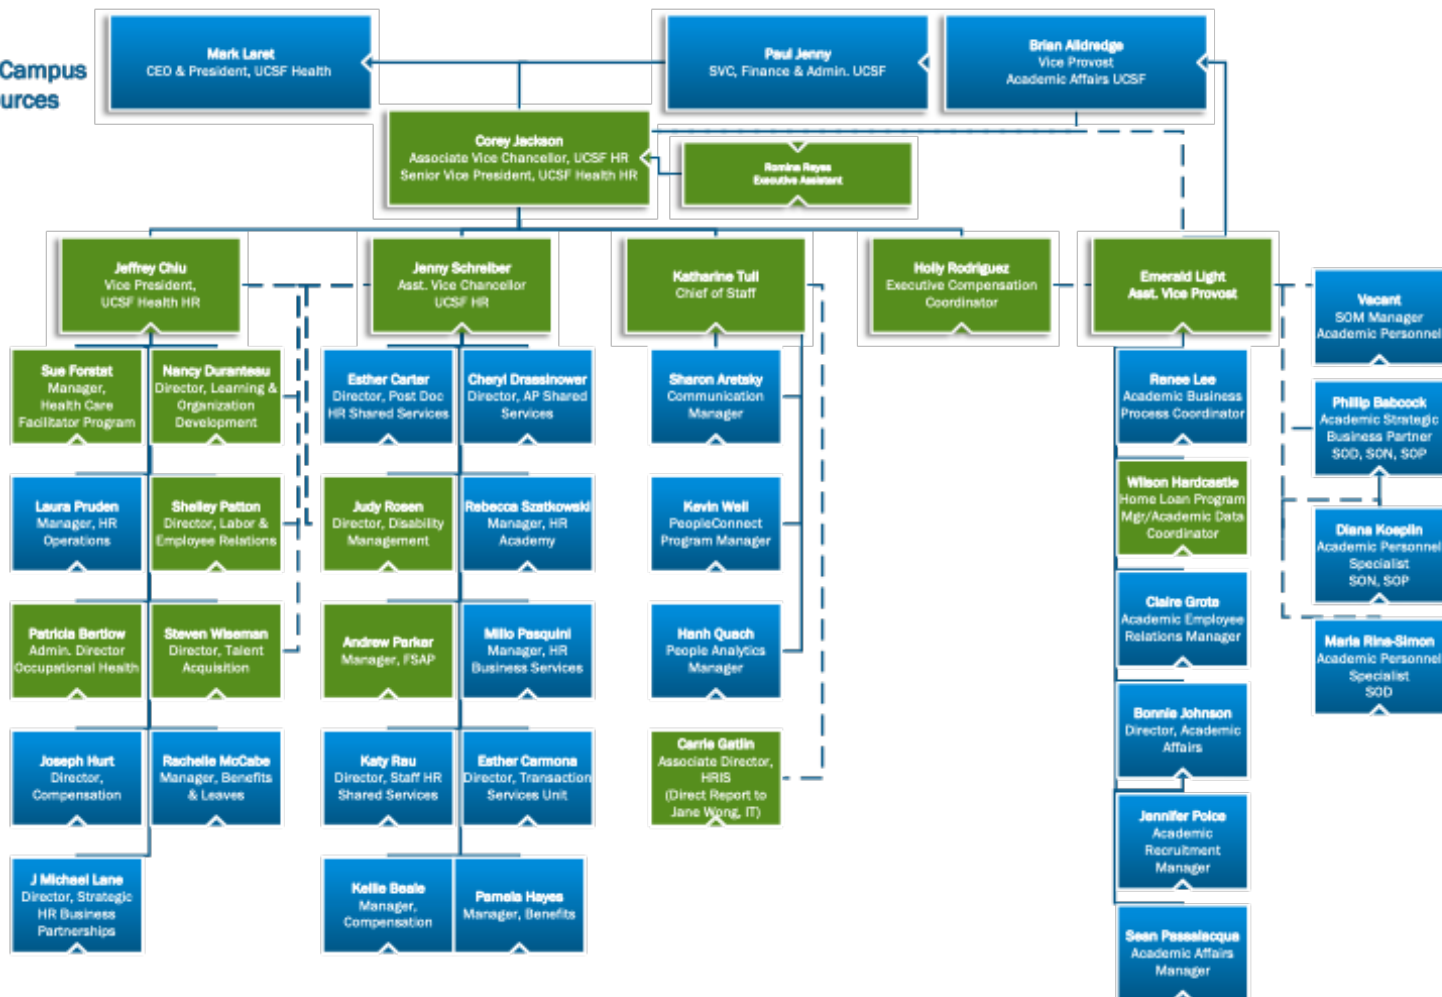 Campus
urces
Mark Laret
CEO & President, UCSF Health
Paul Jenny
SVC, Finance & Admin. UCSF
Brian Alldredge
Vice Provost
Academic Affairs UCSF
Corey Jackson
Associate Vice Chancellor, UCSF HR
Senior Vice President, UCSF Health HR
Romina Reyes
Executive Assistant
Jeffrey Chiu
Vice President,
UCSF Health HR
Jenny Schreiber
Asst. Vice Chancellor
UCSF HR
Katharine Tull
Chief of Staff
Holly Rodriguez
Executive Compensation
Coordinator
Emerald Light
Asst. Vice Provost
Vacant
SOM Manager
Academic Personnel
Sue Forstat
Manager,
Health Care
Facilitator Program
Nancy Duranteau
Director, Learning &
Organization
Development
Esther Carter
Director, Post Doc
HR Shared Services
Cheryl Drassinower
Director, AP Shared
Services
Sharon Aretsky
Communication
Manager
Renee Lee
Academic Business
Process Coordinator
Phillip Babcock
Academic Strategic
Business Partner
SOD, SON, SOP
Laura Pruden
Manager, HR
Operations
Shelley Patton
Director, Labor &
Employee Relations
Judy Rosen
Director, Disability
Management
Rebecca Szatkowski
Manager, HR
Academy
Kevin Well
PeopleConnect
Program Manager
Wilson Hardcastle
Home Loan Program
Mgr/Academic Data
Coordinator
Diana Koeplin
Academic Personnel
Specialist
SON, SOP
Patricia Bertlow
Admin. Director
Occupational Health
Steven Wiseman
Director, Talent
Acquisition
Andrew Parker
Manager, FSAP
Millo Pasquini
Manager, HR
Business Services
Hanh Quach
People Analytics
Manager
Claire Grote
Academic Employee
Relations Manager
Maria Rina-Simon
Academic Personnel
Specialist
SOD
Joseph Hurt
Director,
Compensation
Rachelle McCabe
Manager, Benefits
& Leaves
Katy Rau
Director, Staff HR
Shared Services
Esther Carmona
Director, Transaction
Services Unit
Carrie Gatlin
Associate Director,
HRIS
(Direct Report to
Jane Wong, IT)
Bonnie Johnson
Director, Academic
Affairs
J Michael Lane
Director, Strategic
HR Business
Partnerships
Kellie Beale
Manager,
Compensation
Pamela Hayes
Manager, Benefits
Jennifer Polce
Academic
Recruitment
Manager
Sean Passalacqua
Academic Affairs
Manager